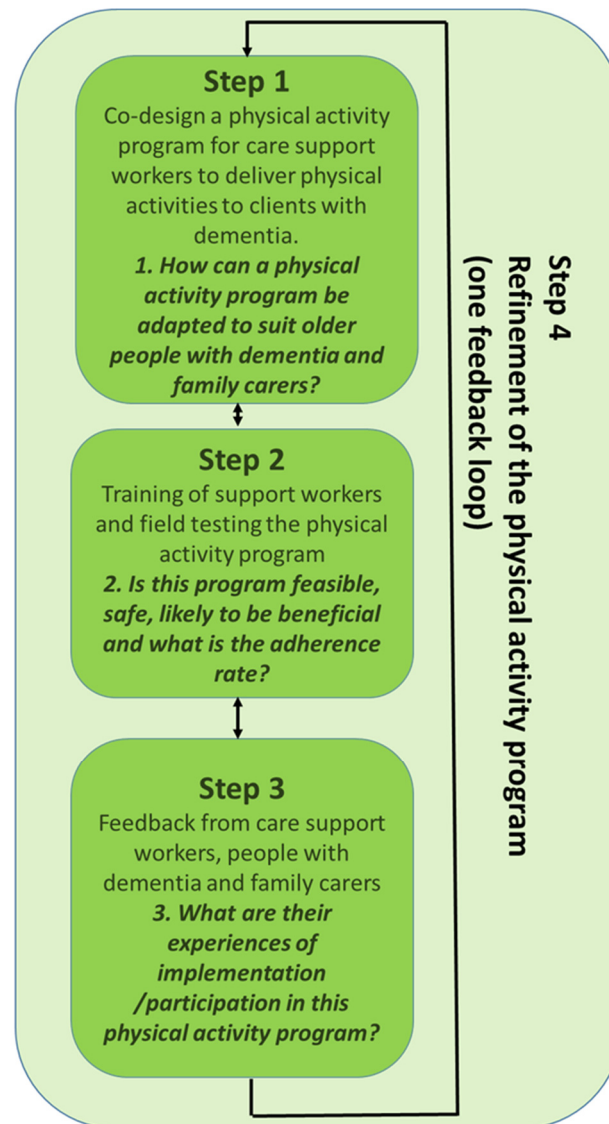 Step 1
Co-design a physical activity
program for care support
workers to deliver physical
activities to clients with
dementia.
1. How can a physical
activity program be
adapted to suit older
people with dementia and
family carers?
Step 2
Training of support workers
and field testing the physical
activity program
2. Is this program feasible,
safe, likely to be beneficial
and what is the adherence
rate?
Step 3
Feedback from care support
workers, people with
dementia and family carers
3. What are their
experiences of
implementation
/participation in this
physical activity program?
Step 4
Refinement of the physical activity program
(one feedback loop)